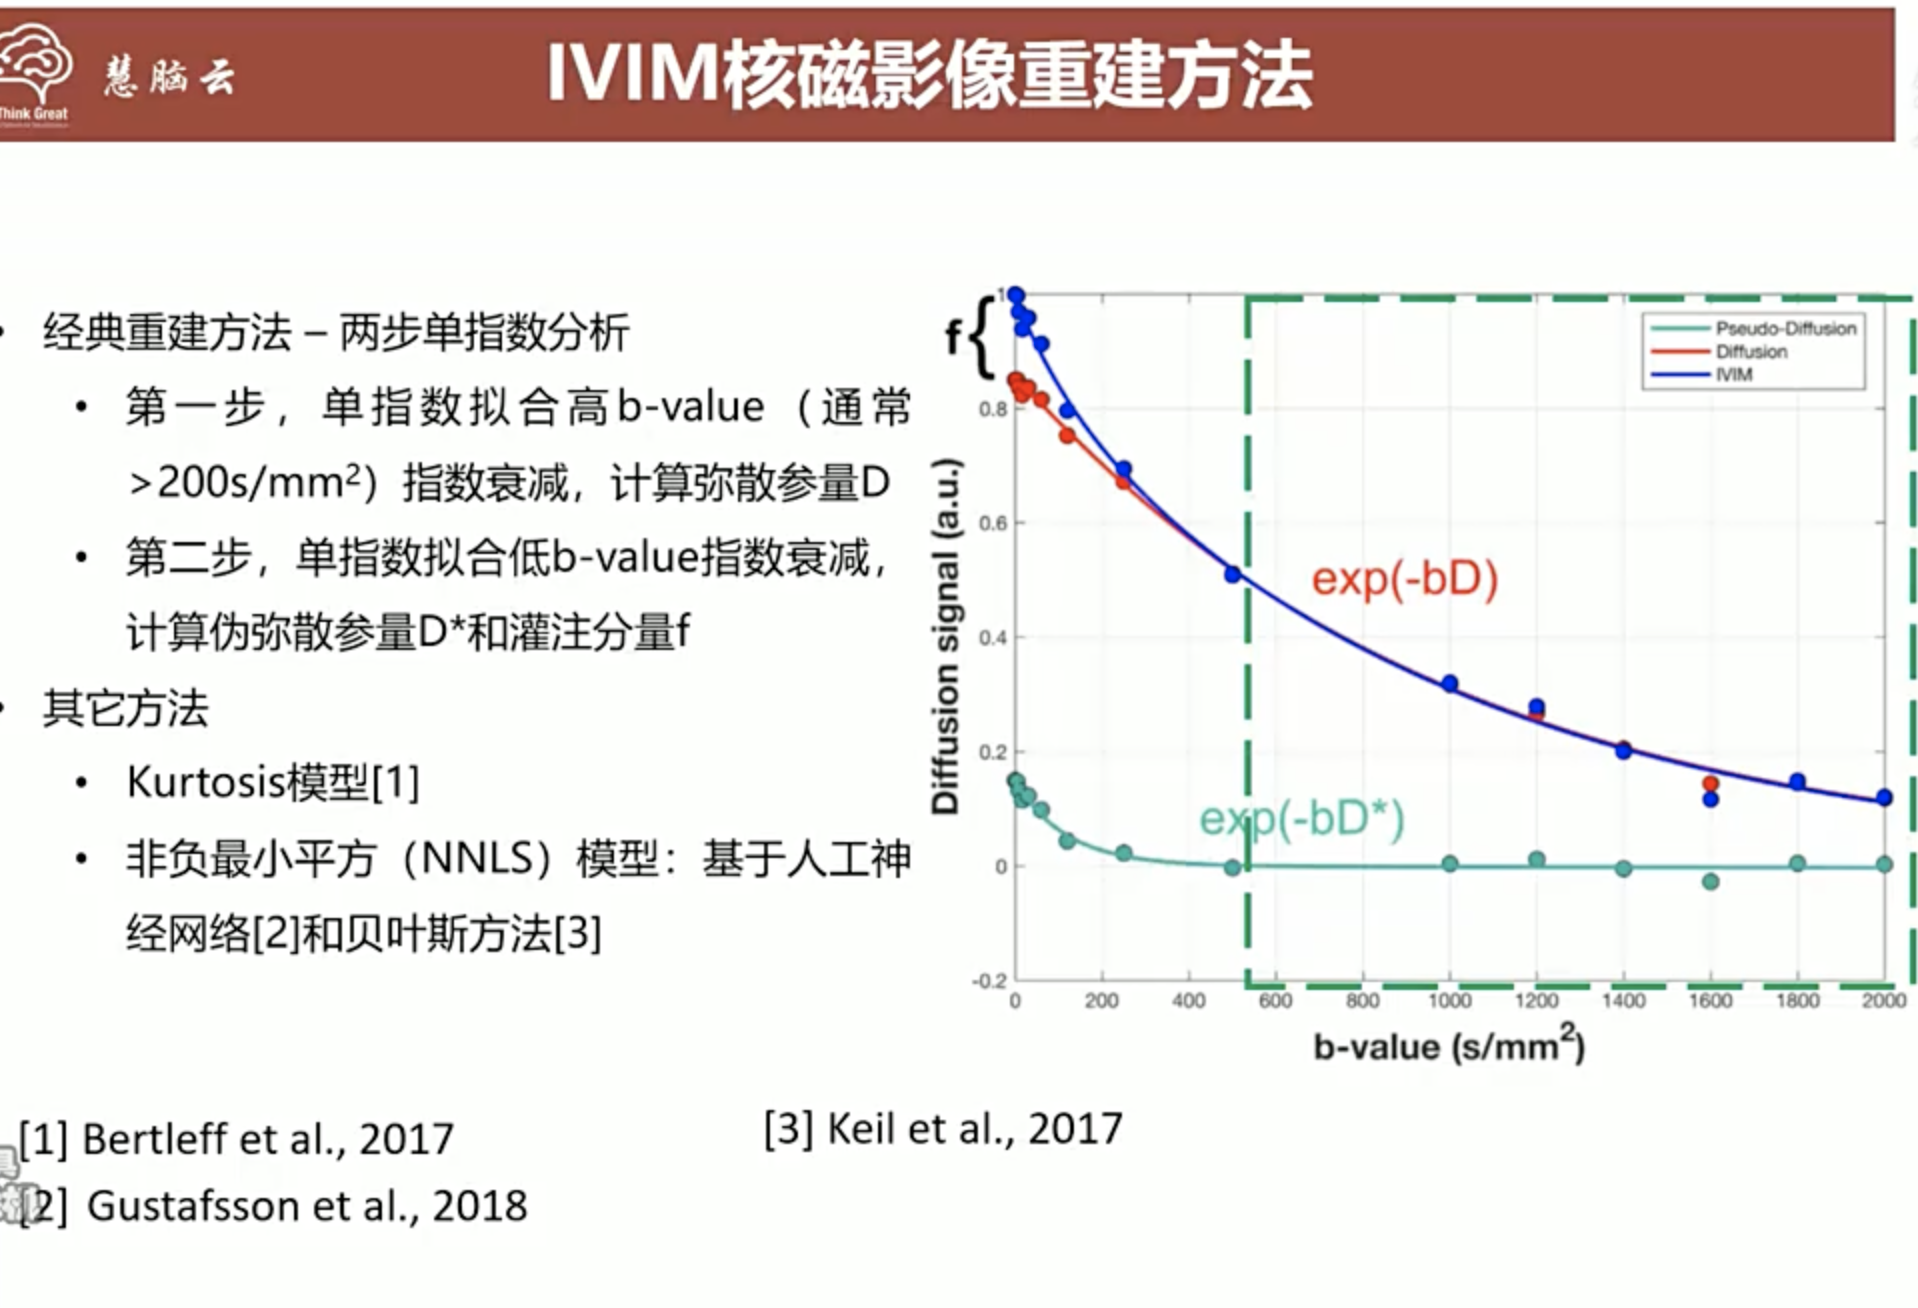 慧脑云
Think Great
IVIM核磁影像重建方法
• 经典重建方法 – 两步单指数分析
• 第一步，单指数拟合高b-value（通常
>200s/mm²）指数衰减，计算弥散参量D
• 第二步，单指数拟合低b-value指数衰减，
计算伪弥散参量D*和灌注分量f
• 其它方法
• Kurtosis模型[1]
• 非负最小平方（NNLS）模型：基于人工神
经网络[2]和贝叶斯方法[3]
f{
Diffusion signal (a.u.)
1
0.8
0.6
0.4
0.2
0
-0.2
Pseudo-Diffusion
Diffusion
IVIM
exp(-bD)
exp(-bD*)
0 200 400 600 800 1000 1200 1400 1600 1800 2000
b-value (s/mm²)
[1] Bertleff et al., 2017
[3] Keil et al., 2017
[2] Gustafsson et al., 2018